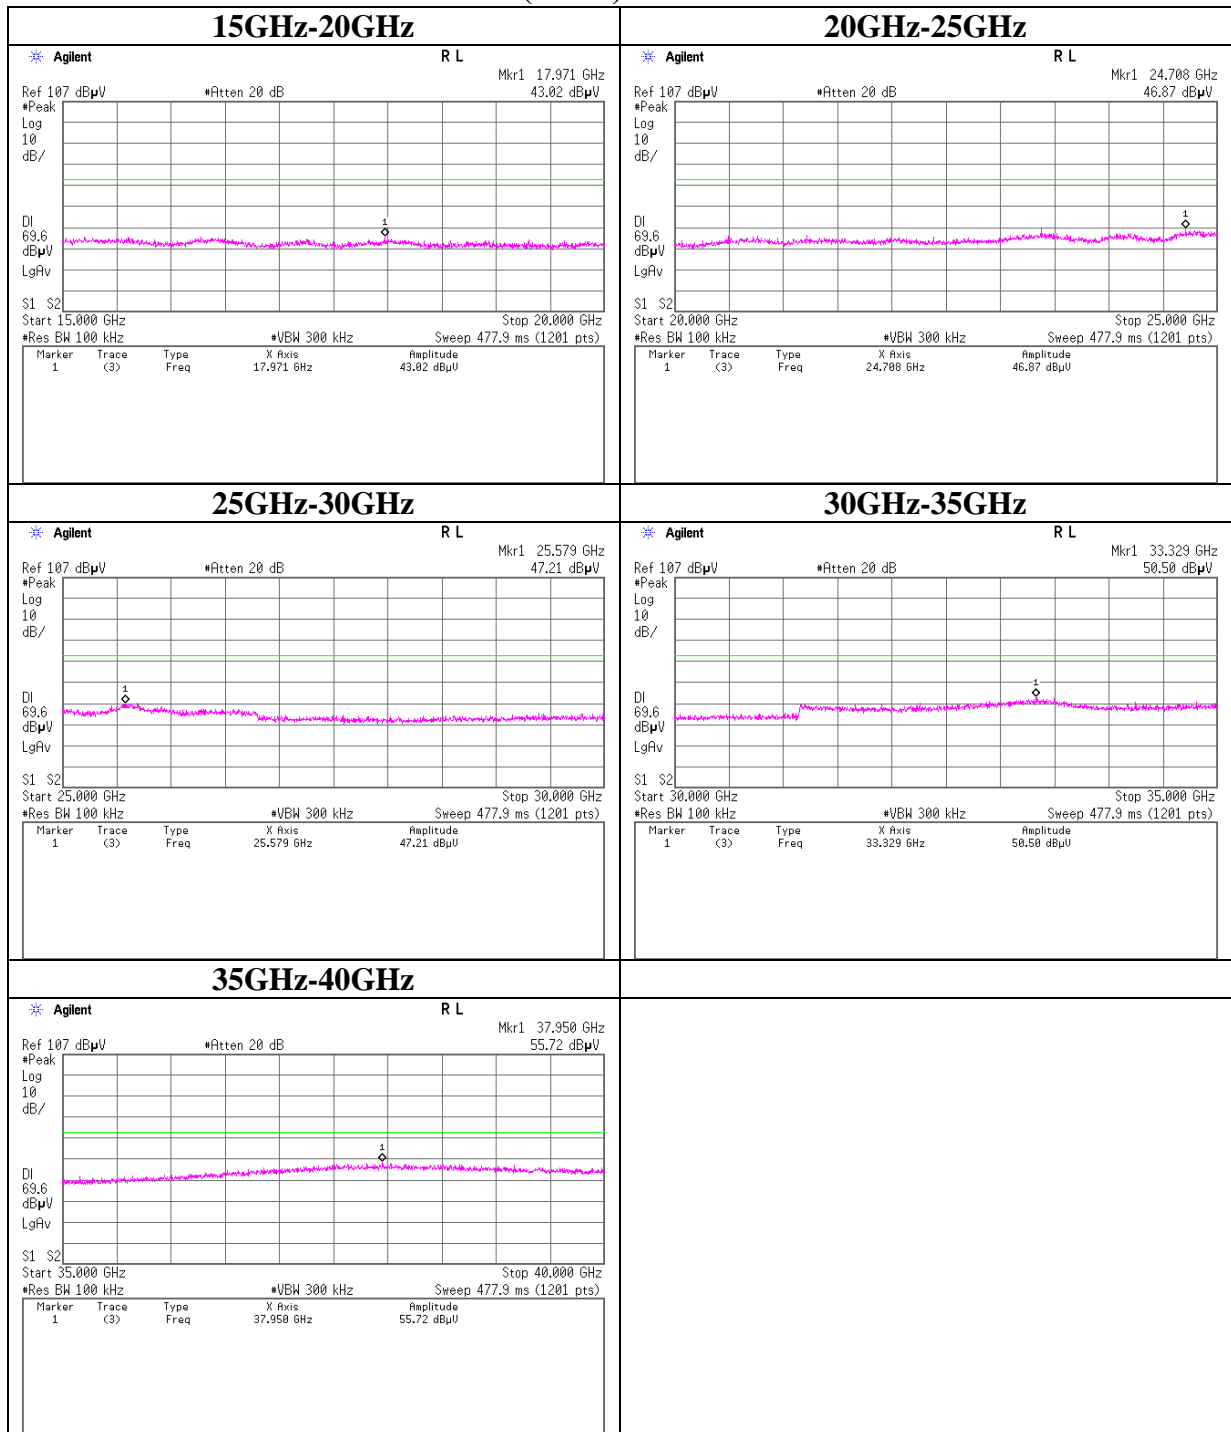 15GHz-20GHz
Agilent R L
Mkr1 17.971 GHz
Ref 107 dBµV #Atten 20 dB 43.02 dBµV
#Peak
Log
10
dB/
1
DI
69.6
dBµV
LgAv
S1 S2
Start 15.000 GHz Stop 20.000 GHz
#Res BW 100 kHz #VBW 300 kHz Sweep 477.9 ms (1201 pts)
Marker Trace Type X Axis Amplitude
1 (3) Freq 17.971 GHz 43.02 dBµV
20GHz-25GHz
Agilent R L
Mkr1 24.708 GHz
Ref 107 dBµV #Atten 20 dB 46.87 dBµV
#Peak
Log
10
dB/
1
DI
69.6
dBµV
LgAv
S1 S2
Start 20.000 GHz Stop 25.000 GHz
#Res BW 100 kHz #VBW 300 kHz Sweep 477.9 ms (1201 pts)
Marker Trace Type X Axis Amplitude
1 (3) Freq 24.708 GHz 46.87 dBµV
25GHz-30GHz
Agilent R L
Mkr1 25.579 GHz
Ref 107 dBµV #Atten 20 dB 47.21 dBµV
#Peak
Log
10
dB/
1
DI
69.6
dBµV
LgAv
S1 S2
Start 25.000 GHz Stop 30.000 GHz
#Res BW 100 kHz #VBW 300 kHz Sweep 477.9 ms (1201 pts)
Marker Trace Type X Axis Amplitude
1 (3) Freq 25.579 GHz 47.21 dBµV
30GHz-35GHz
Agilent R L
Mkr1 33.329 GHz
Ref 107 dBµV #Atten 20 dB 50.50 dBµV
#Peak
Log
10
dB/
1
DI
69.6
dBµV
LgAv
S1 S2
Start 30.000 GHz Stop 35.000 GHz
#Res BW 100 kHz #VBW 300 kHz Sweep 477.9 ms (1201 pts)
Marker Trace Type X Axis Amplitude
1 (3) Freq 33.329 GHz 50.50 dBµV
35GHz-40GHz
Agilent R L
Mkr1 37.950 GHz
Ref 107 dBµV #Atten 20 dB 55.72 dBµV
#Peak
Log
10
dB/
1
DI
69.6
dBµV
LgAv
S1 S2
Start 35.000 GHz Stop 40.000 GHz
#Res BW 100 kHz #VBW 300 kHz Sweep 477.9 ms (1201 pts)
Marker Trace Type X Axis Amplitude
1 (3) Freq 37.950 GHz 55.72 dBµV